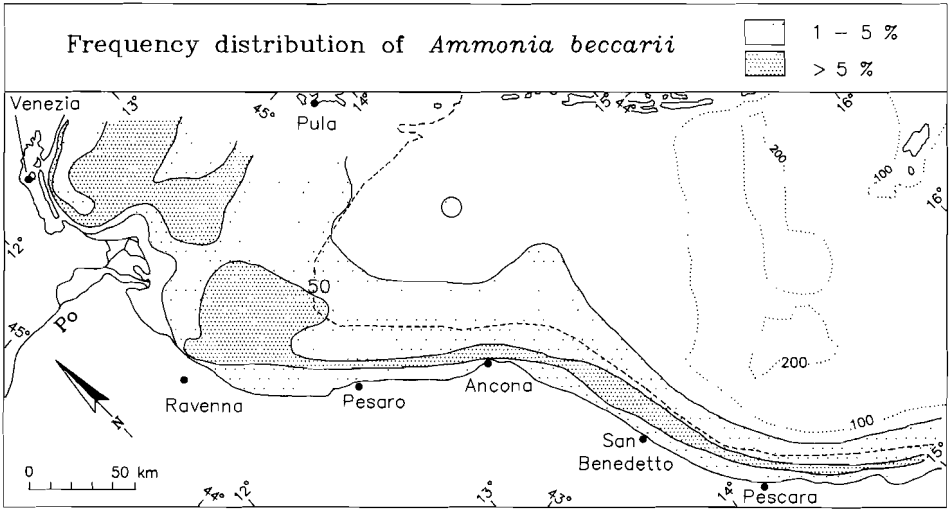 Frequency distribution of Ammonia beccarii
1 – 5 %
> 5 %
Venezia
13°
45°
14°
Pula
15°
44°
16°
200
100
16°
12°
50
45°
Po
200
N
Ravenna
Pesaro
Ancona
100
San
Benedetto
15°
0 50 km
44°
12°
13°
43°
14°
Pescara